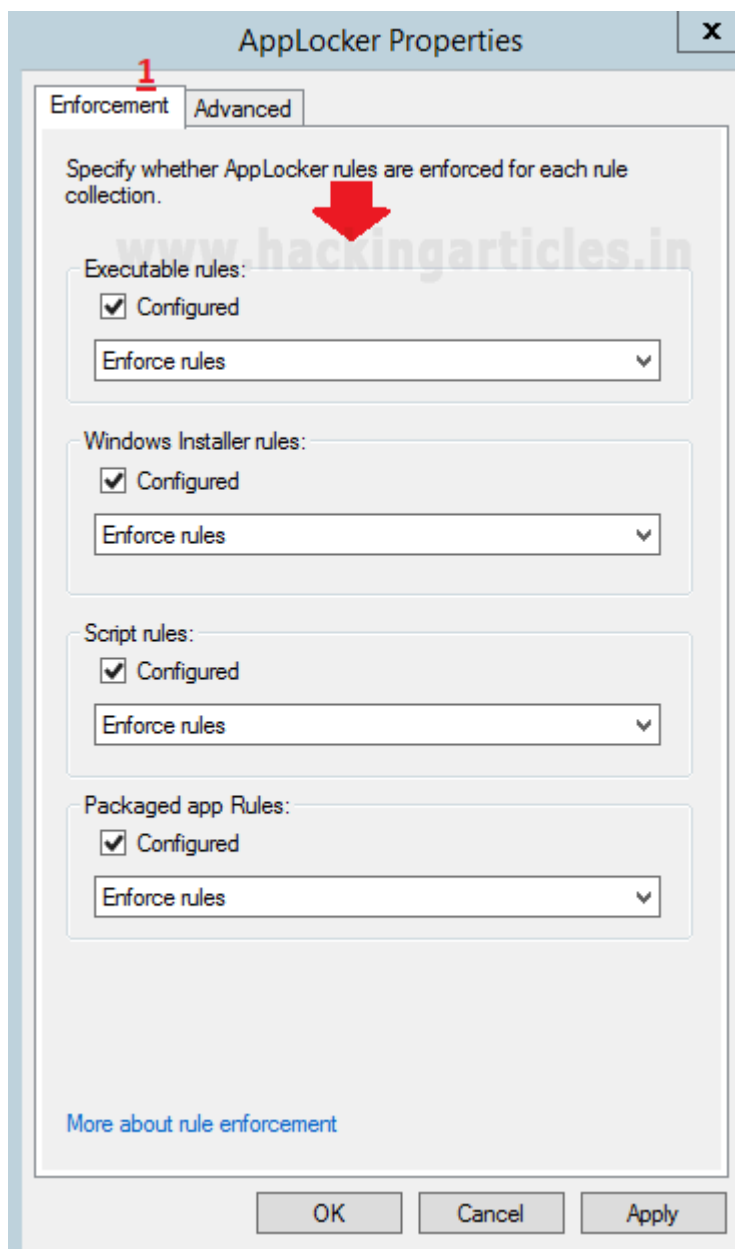 AppLocker Properties
x
1
Enforcement
Advanced
Specify whether AppLocker rules are enforced for each rule
collection.
www.hackingarticles.in
Executable rules:
Configured
Enforce rules
Windows Installer rules:
Configured
Enforce rules
Script rules:
Configured
Enforce rules
Packaged app Rules:
Configured
Enforce rules
More about rule enforcement
OK
Cancel
Apply